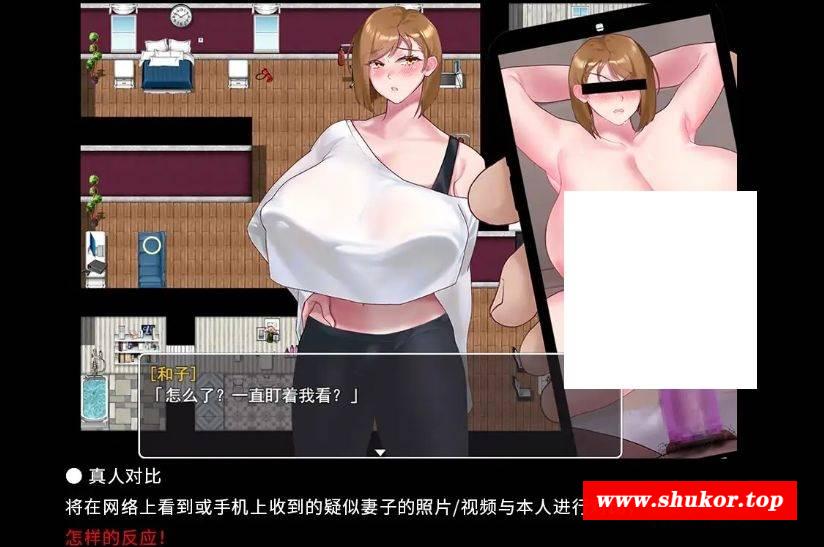 [和子]
「怎么了？一直盯着我看？」
● 真人对比
将在网络上看到或手机上收到的疑似妻子的照片/视频与本人进行
www.shukor.top
怎样的反应！